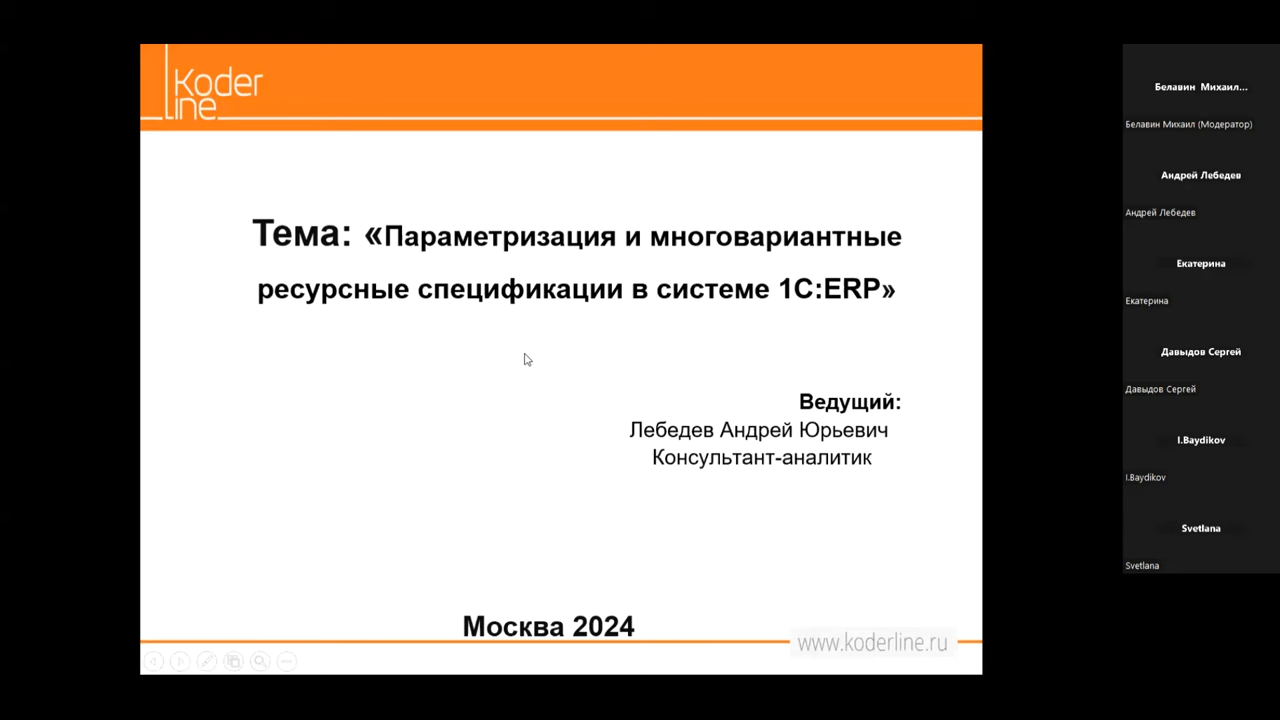 Koder
line
Тема: «Параметризация и многовариантные
ресурсные спецификации в системе 1С:ERP»
Ведущий:
Лебедев Андрей Юрьевич
Консультант-аналитик
Москва 2024
www.koderline.ru
Белавин Михаил...
Белавин Михаил (Модератор)
Андрей Лебедев
Андрей Лебедев
Екатерина
Екатерина
Давыдов Сергей
Давыдов Сергей
I.Baydikov
I.Baydikov
Svetlana
Svetlana